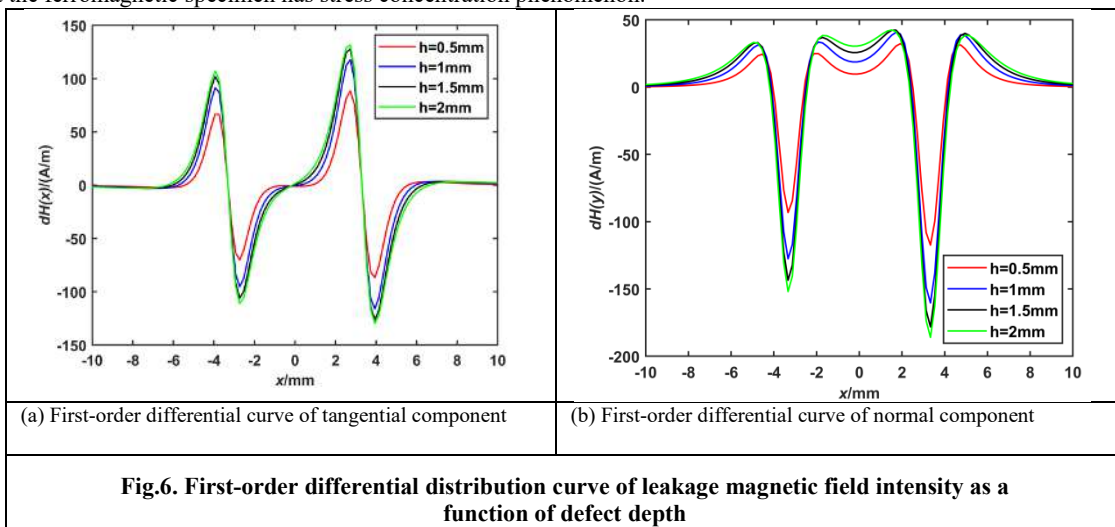 the ferromagnetic specimen has stress concentration phenomenon.
150
100
50
0
-50
-100
-150
dH(x)/(A/m)
h=0.5mm
h=1mm
h=1.5mm
h=2mm
-10 -8 -6 -4 -2 0 2 4 6 8 10
x/mm
50
0
-50
-100
-150
-200
dH(y)/(A/m)
h=0.5mm
h=1mm
h=1.5mm
h=2mm
-10 -8 -6 -4 -2 0 2 4 6 8 10
x/mm
(a) First-order differential curve of tangential component
(b) First-order differential curve of normal component
Fig.6. First-order differential distribution curve of leakage magnetic field intensity as a
function of defect depth